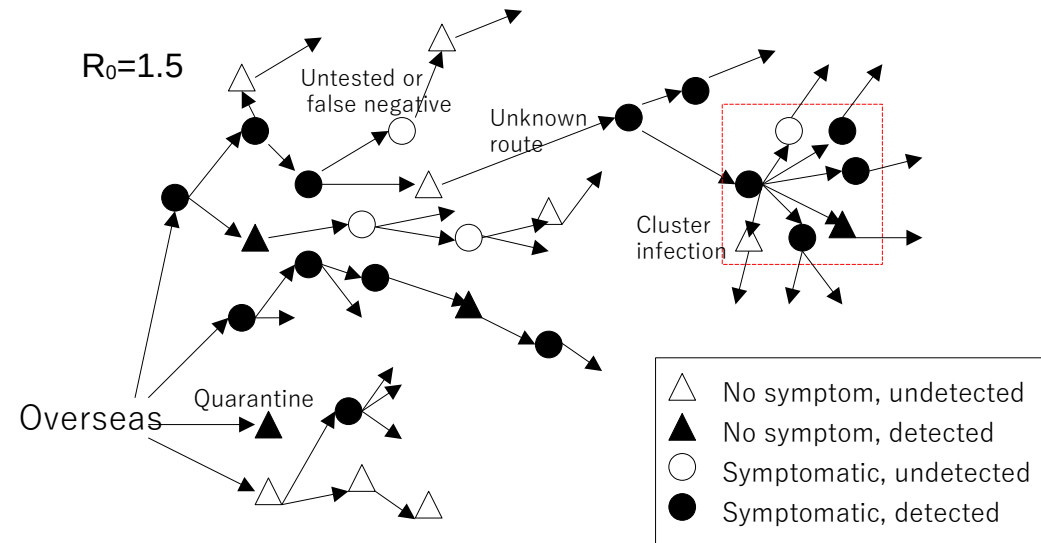 R₀=1.5
Untested or
false negative
Unknown
route
Cluster
infection
Quarantine
Overseas
No symptom, undetected
No symptom, detected
Symptomatic, undetected
Symptomatic, detected